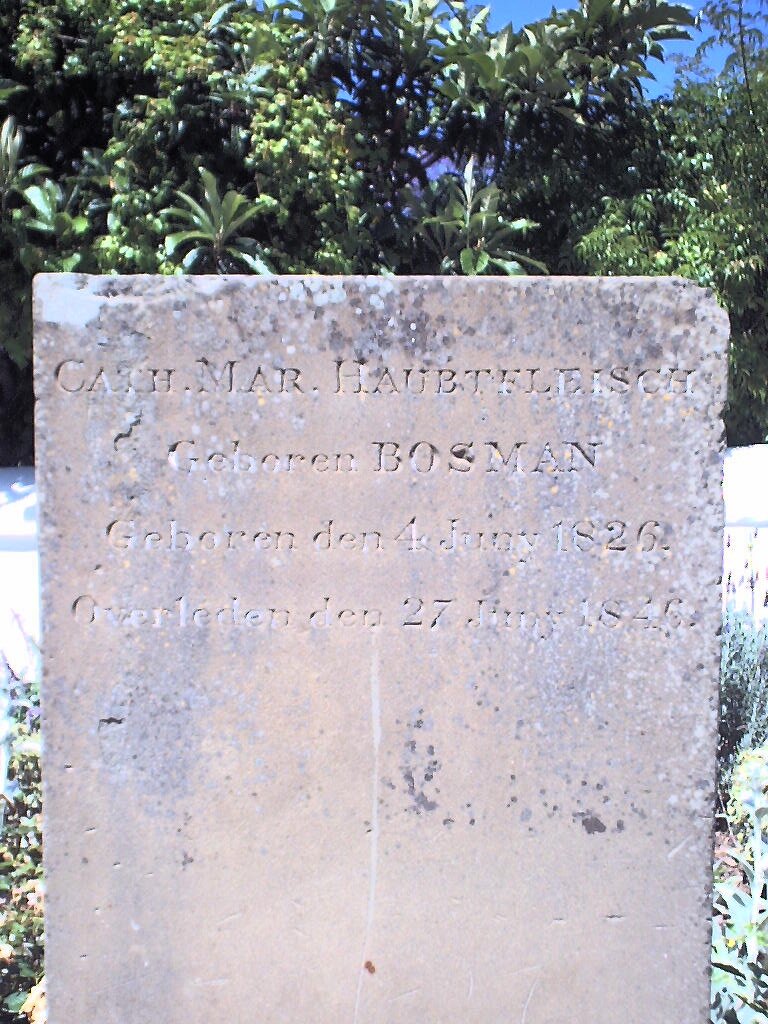 CATH. MAR. HAUBTFLEISCH
Geboren BOSMAN
Geboren den 4 Juny 1826.
Overleden den 27 Juny 1846.